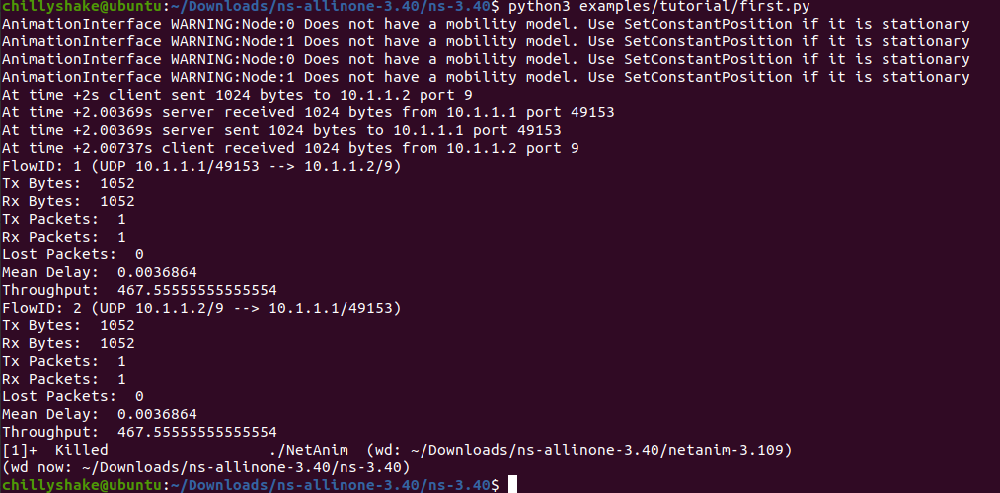 chillyshake@ubuntu:~/Downloads/ns-allinone-3.40/ns-3.40$ python3 examples/tutorial/first.py
AnimationInterface WARNING:Node:0 Does not have a mobility model. Use SetConstantPosition if it is stationary
AnimationInterface WARNING:Node:1 Does not have a mobility model. Use SetConstantPosition if it is stationary
AnimationInterface WARNING:Node:0 Does not have a mobility model. Use SetConstantPosition if it is stationary
AnimationInterface WARNING:Node:1 Does not have a mobility model. Use SetConstantPosition if it is stationary
At time +2s client sent 1024 bytes to 10.1.1.2 port 9
At time +2.00369s server received 1024 bytes from 10.1.1.1 port 49153
At time +2.00369s server sent 1024 bytes to 10.1.1.1 port 49153
At time +2.00737s client received 1024 bytes from 10.1.1.2 port 9
FlowID: 1 (UDP 10.1.1.1/49153 --> 10.1.1.2/9)
Tx Bytes:  1052
Rx Bytes:  1052
Tx Packets:  1
Rx Packets:  1
Lost Packets:  0
Mean Delay:  0.0036864
Throughput:  467.55555555555554
FlowID: 2 (UDP 10.1.1.2/9 --> 10.1.1.1/49153)
Tx Bytes:  1052
Rx Bytes:  1052
Tx Packets:  1
Rx Packets:  1
Lost Packets:  0
Mean Delay:  0.0036864
Throughput:  467.55555555555554
[1]+  Killed                  ./NetAnim  (wd: ~/Downloads/ns-allinone-3.40/netanim-3.109)
(wd now: ~/Downloads/ns-allinone-3.40/ns-3.40)
chillyshake@ubuntu:~/Downloads/ns-allinone-3.40/ns-3.40$